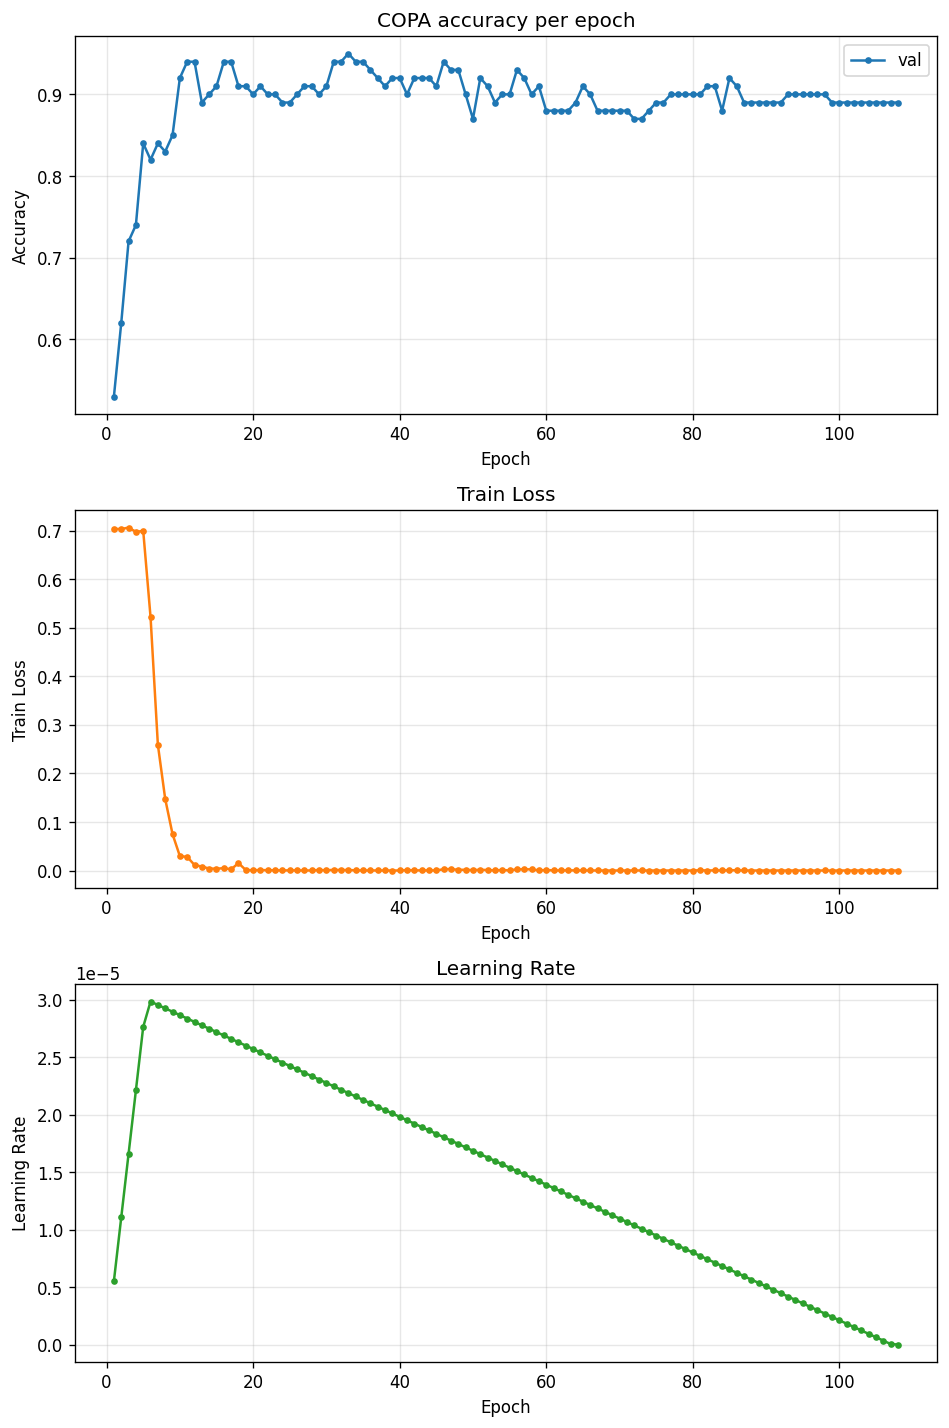 COPA accuracy per epoch
val
Accuracy
0.9
0.8
0.7
0.6
0 20 40 60 80 100
Epoch
Train Loss
Train Loss
0.7
0.6
0.5
0.4
0.3
0.2
0.1
0.0
0 20 40 60 80 100
Epoch
Learning Rate
1e−5
Learning Rate
3.0
2.5
2.0
1.5
1.0
0.5
0.0
0 20 40 60 80 100
Epoch